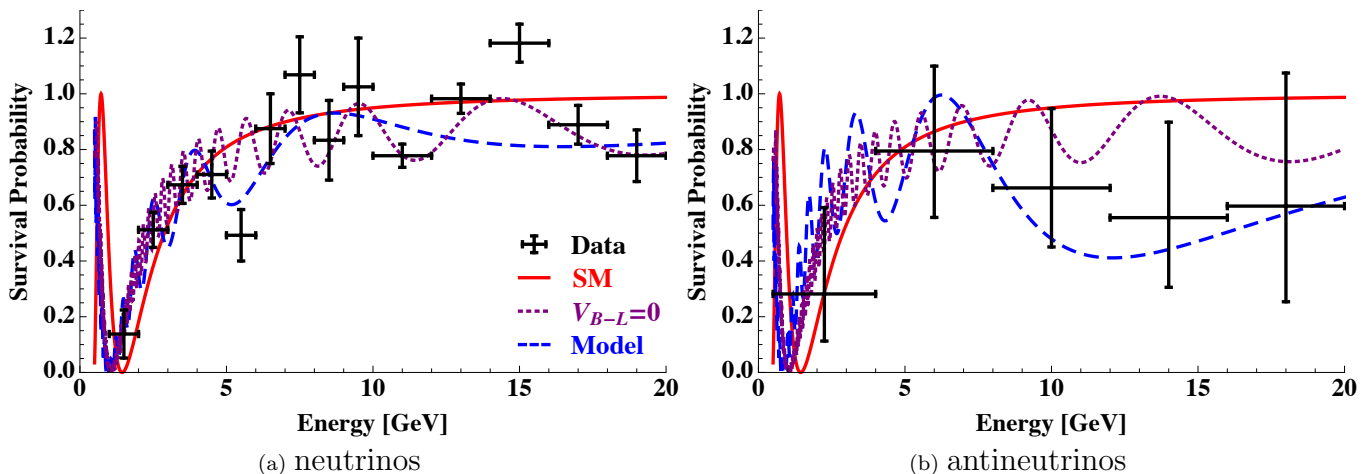 1.2
1.0
0.8
0.6
0.4
0.2
0.0
Survival Probability
0 5 10 15 20
Energy [GeV]
Data
SM
V_{B−L}=0
Model
(a) neutrinos
1.2
1.0
0.8
0.6
0.4
0.2
0.0
Survival Probability
0 5 10 15 20
Energy [GeV]
(b) antineutrinos